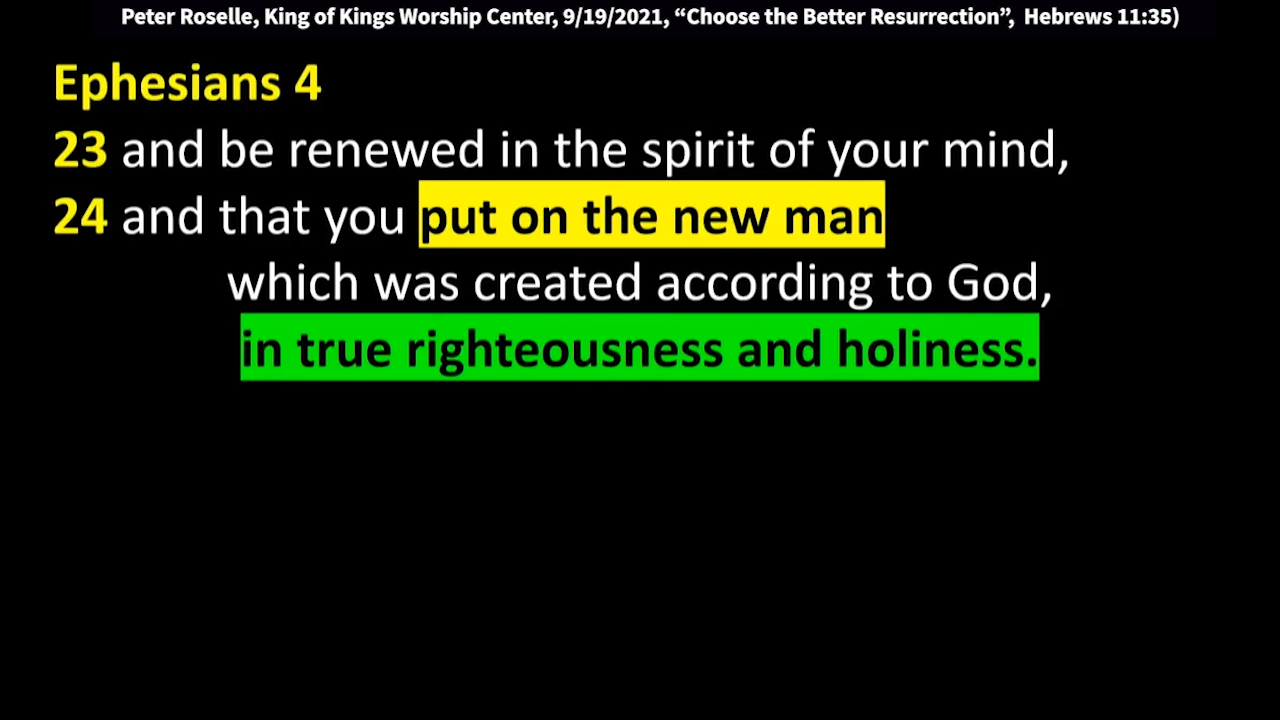 Peter Roselle, King of Kings Worship Center, 9/19/2021, “Choose the Better Resurrection”, Hebrews 11:35)
Ephesians 4
23 and be renewed in the spirit of your mind,
24 and that you put on the new man
which was created according to God,
in true righteousness and holiness.